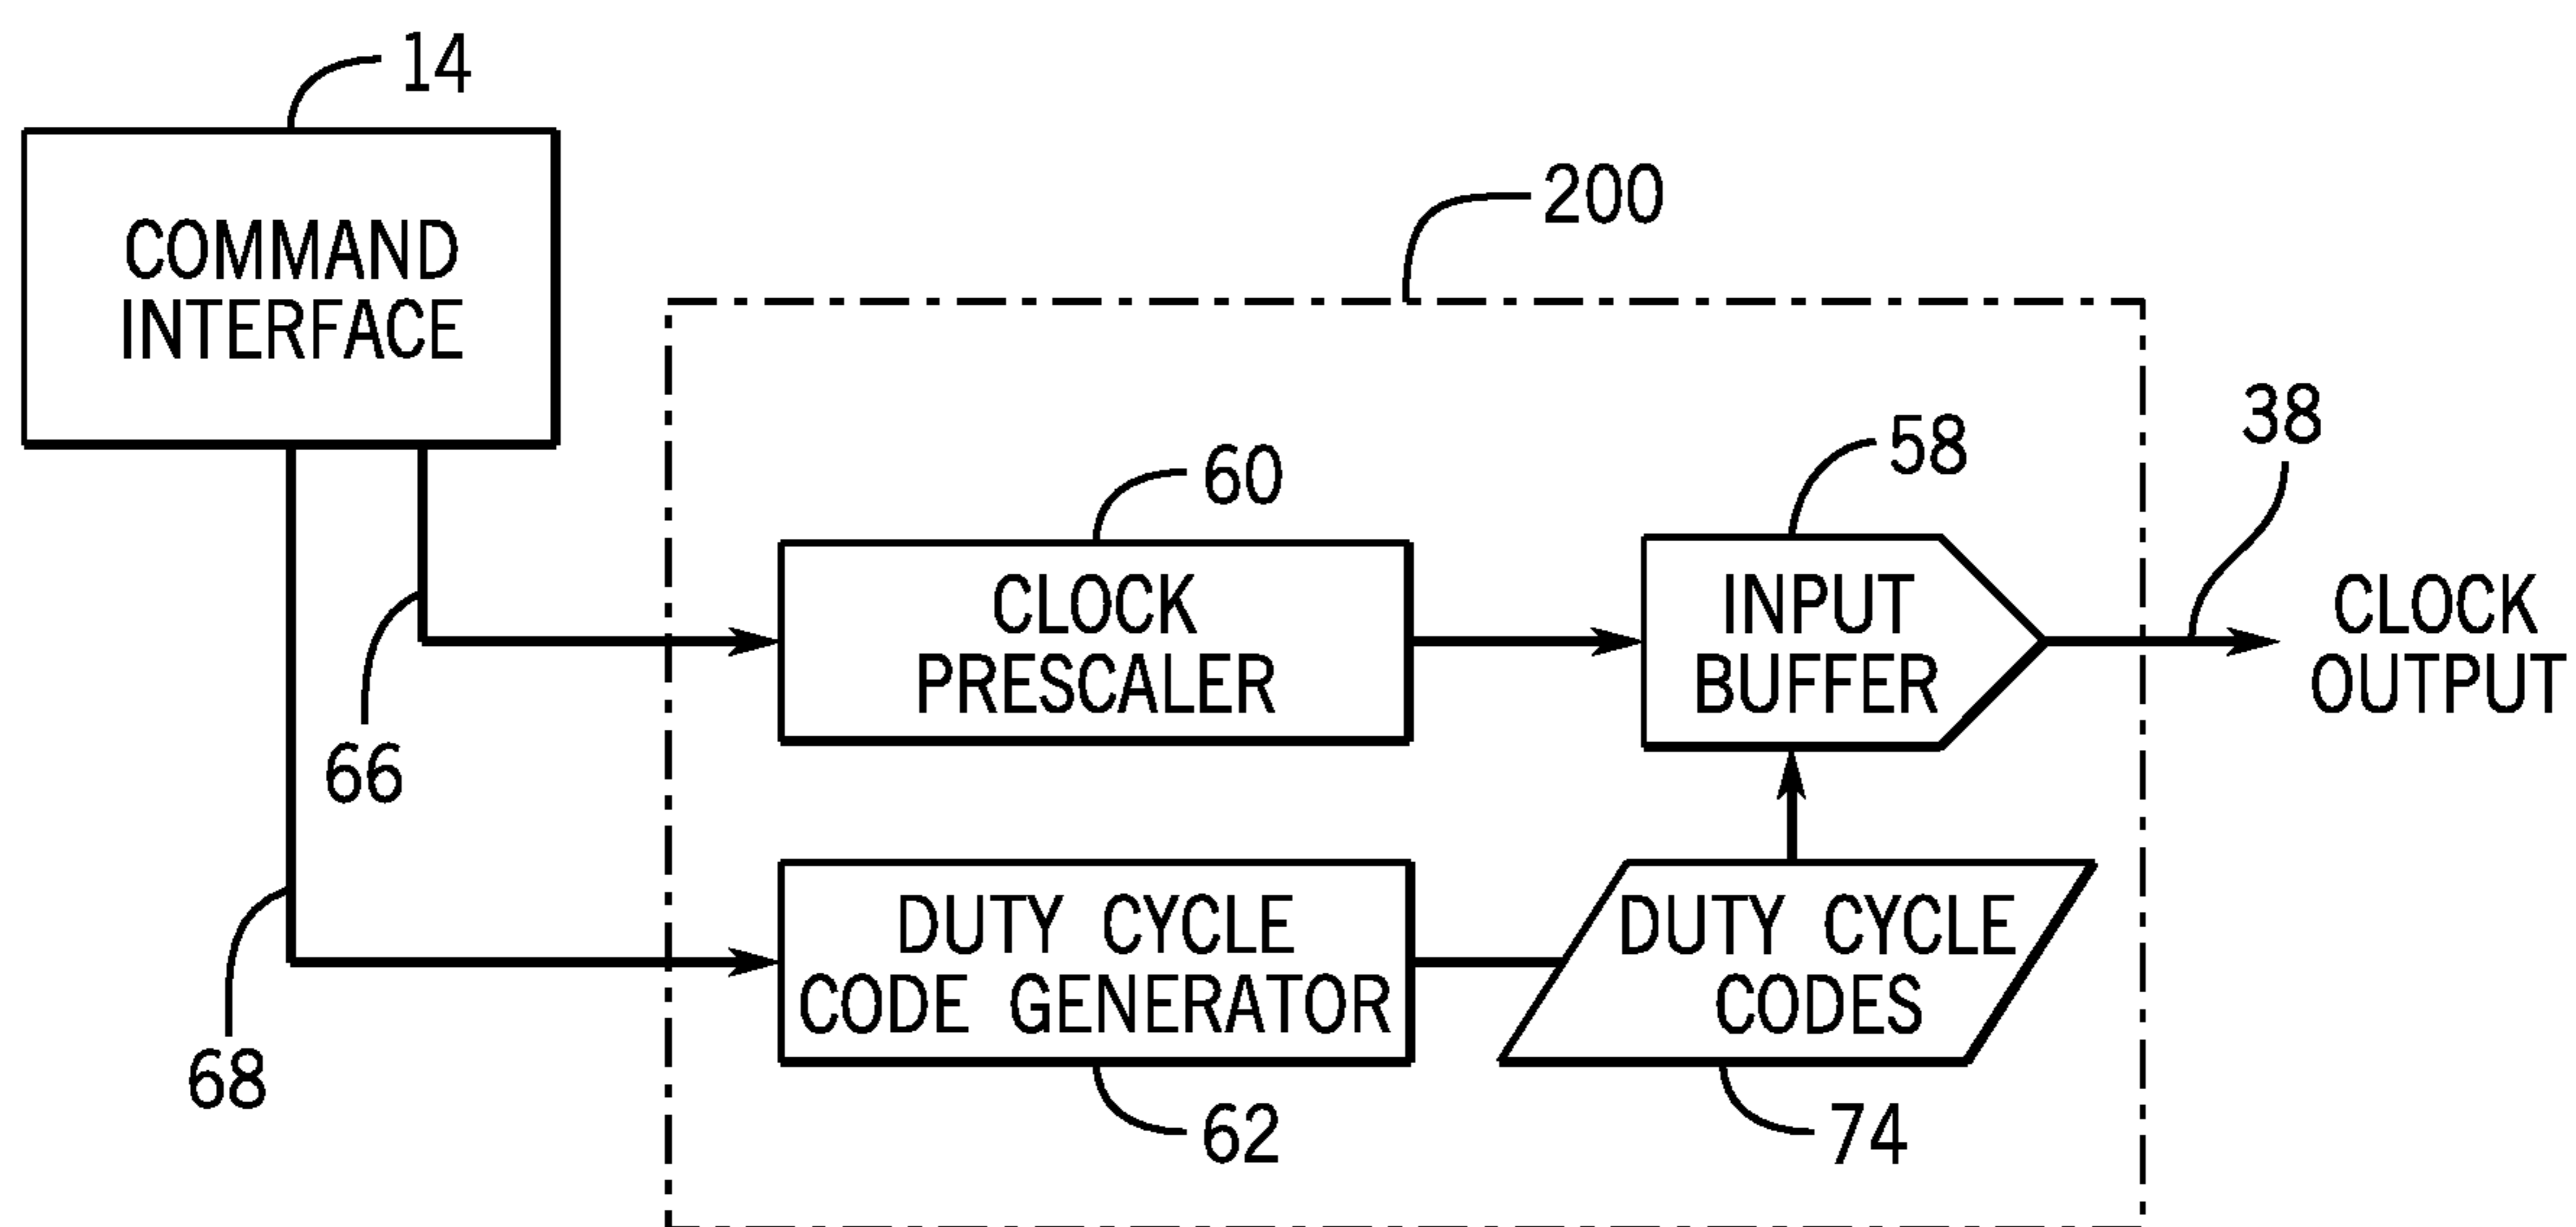 14
COMMAND
INTERFACE
200
38
58
60
CLOCK
PRESCALER
INPUT
BUFFER
CLOCK
OUTPUT
66
DUTY CYCLE
CODE GENERATOR
DUTY CYCLE
CODES
68
62
74